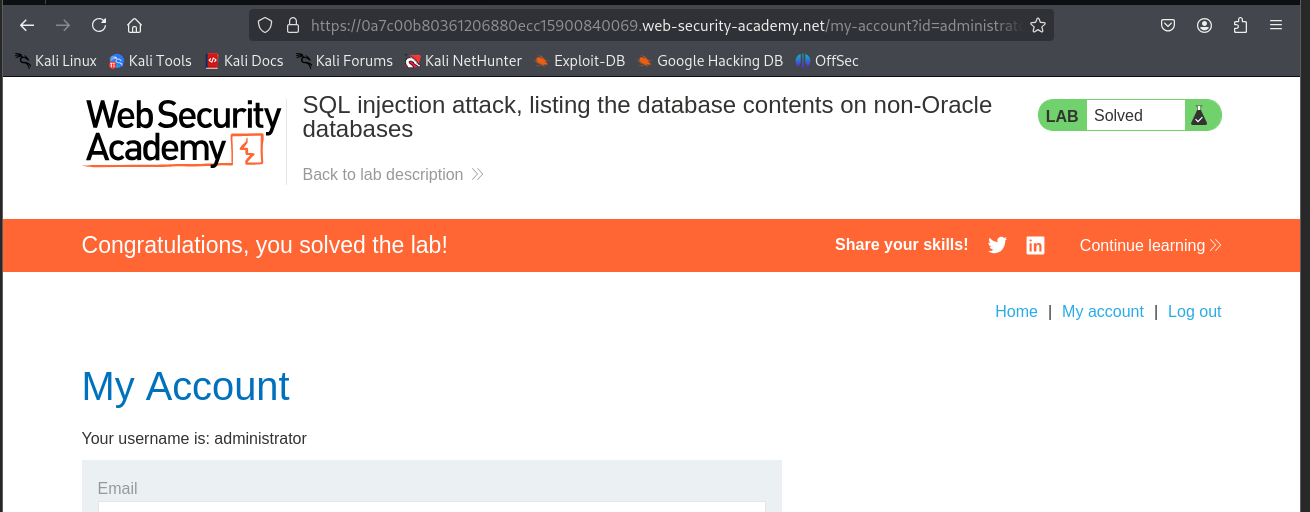 https://0a7c00b80361206880ecc15900840069.web-security-academy.net/my-account?id=administrat
Kali Linux Kali Tools Kali Docs Kali Forums Kali NetHunter Exploit-DB Google Hacking DB OffSec
Web Security
Academy
SQL injection attack, listing the database contents on non-Oracle
databases
LAB Solved
Back to lab description
Congratulations, you solved the lab!
Share your skills! Continue learning
Home | My account | Log out
My Account
Your username is: administrator
Email